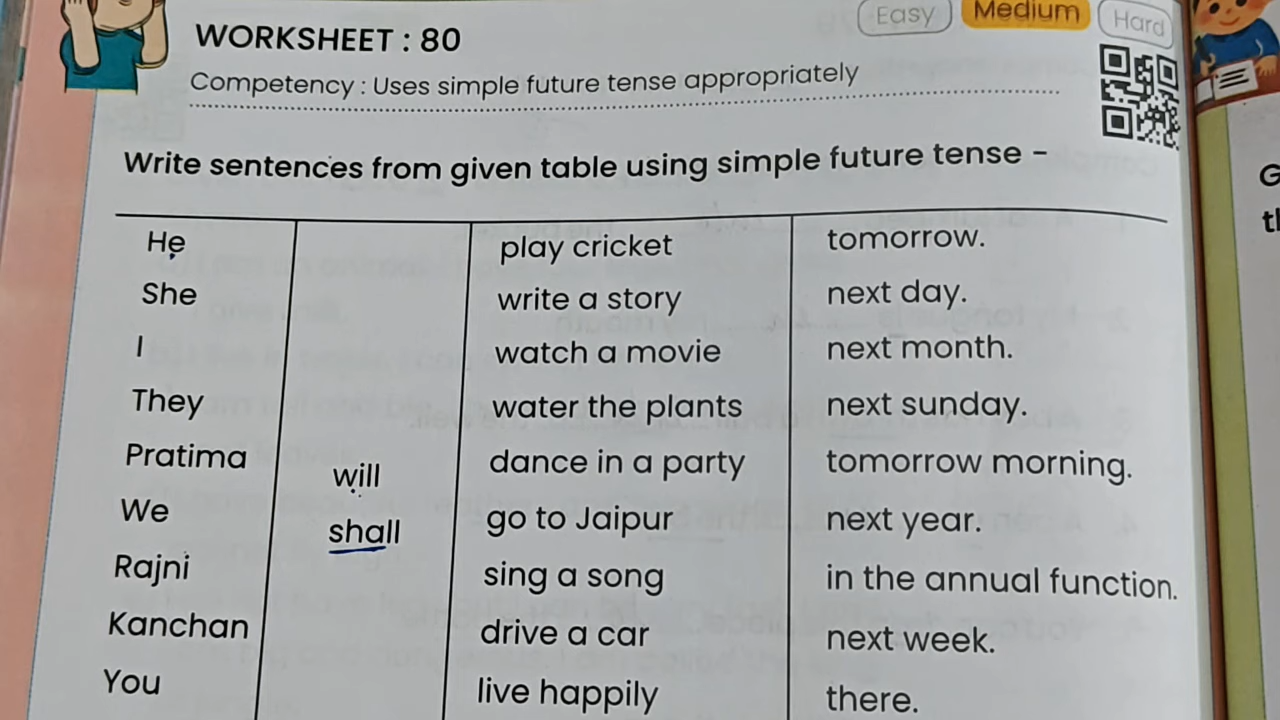 Easy Medium Hard
WORKSHEET : 80
Competency : Uses simple future tense appropriately
Write sentences from given table using simple future tense -
He play cricket tomorrow.
She write a story next day.
I watch a movie next month.
They water the plants next sunday.
Pratima dance in a party tomorrow morning.
will
We go to Jaipur next year.
shall
Rajni sing a song in the annual function.
Kanchan drive a car next week.
You live happily there.